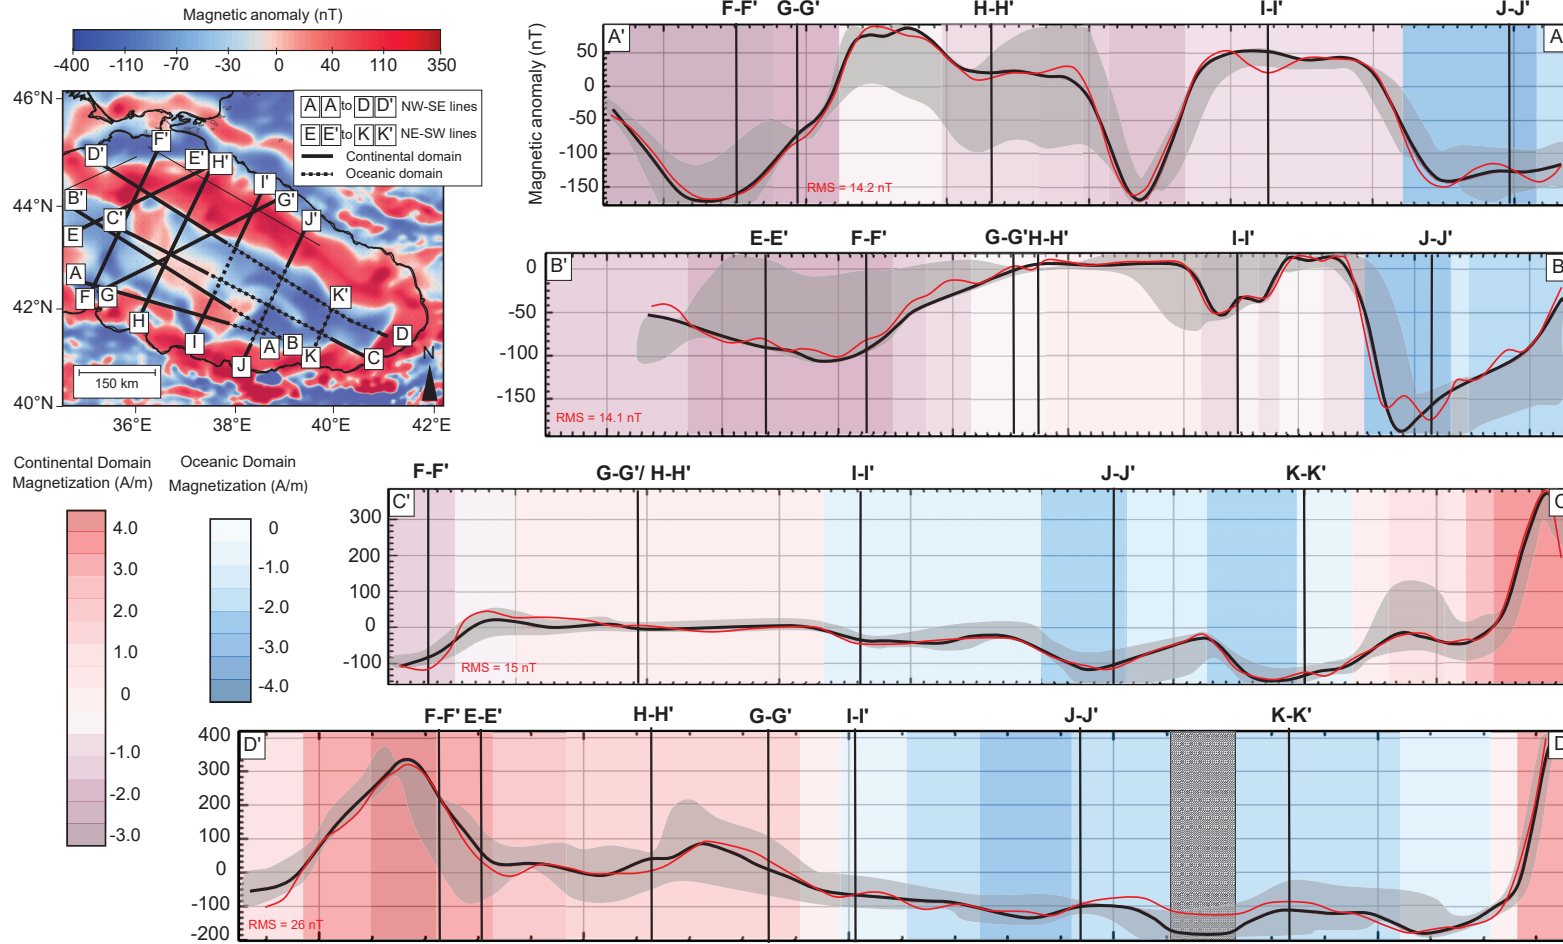 Magnetic anomaly (nT)
-400 -110 -70 -30 0 40 110 350
46°N
44°N
42°N
40°N
36°E 38°E 40°E 42°E
A A' to D D' NW-SE lines
E E' to K K' NE-SW lines
Continental domain
Oceanic domain
F'
D' E' H'
I'
B' G'
C' J'
E
A
F G K'
H
I A B D
J K C
N
150 km
Continental Domain
Magnetization (A/m)
4.0
3.0
2.0
1.0
0
-1.0
-2.0
-3.0
Oceanic Domain
Magnetization (A/m)
0
-1.0
-2.0
-3.0
-4.0
F-F' G-G' H-H' I-I' J-J'
Magnetic anomaly (nT)
A' A
50
0
-50
-100
-150
RMS = 14.2 nT
E-E' F-F' G-G' H-H' I-I' J-J'
B' B
0
-50
-100
-150
RMS = 14.1 nT
F-F' G-G'/ H-H' I-I' J-J' K-K'
C' C
300
200
100
0
-100
RMS = 15 nT
F-F' E-E' H-H' G-G' I-I' J-J' K-K'
D' D
400
300
200
100
0
-100
-200
RMS = 26 nT